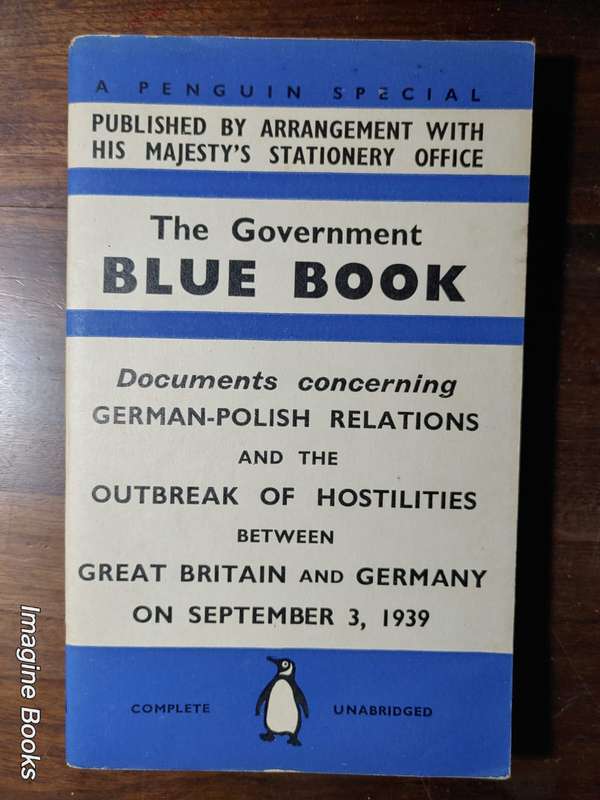 A PENGUIN SPECIAL
PUBLISHED BY ARRANGEMENT WITH
HIS MAJESTY'S STATIONERY OFFICE
The Government
BLUE BOOK
Documents concerning
GERMAN-POLISH RELATIONS
AND THE
OUTBREAK OF HOSTILITIES
BETWEEN
GREAT BRITAIN AND GERMANY
ON SEPTEMBER 3, 1939
COMPLETE UNABRIDGED
Imagine Books